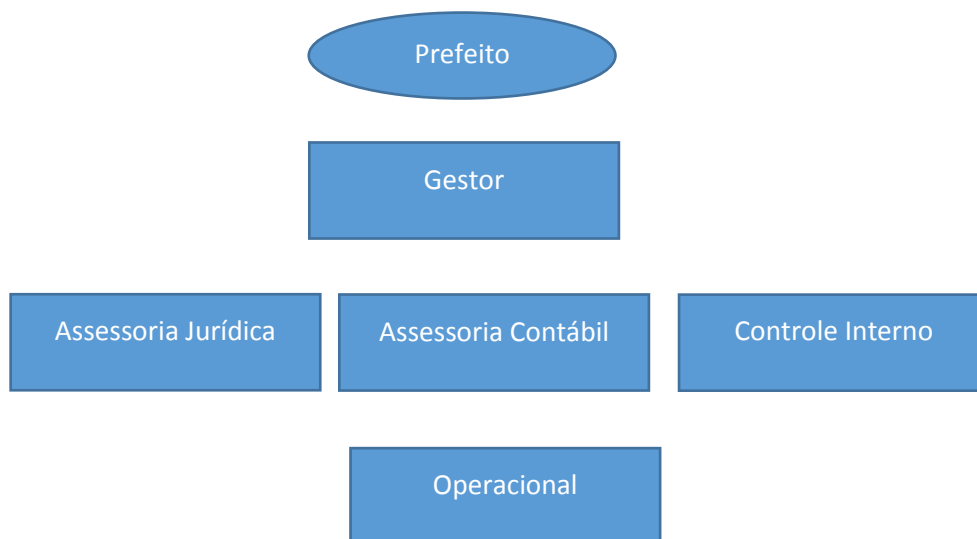 Prefeito
Gestor
Assessoria Jurídica
Assessoria Contábil
Controle Interno
Operacional